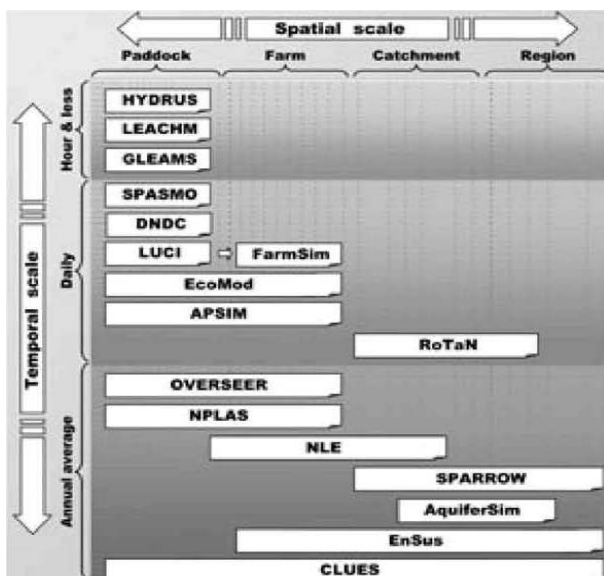 Spatial scale
Paddock Farm Catchment Region
Temporal scale
Hour & less
HYDRUS
LEACHM
GLEAMS
Daily
SPASMO
DNDC
LUCI FarmSim
EcoMod
APSIM
RoTaN
Annual average
OVERSEER
NPLAS
NLE
SPARROW
AquiferSim
EnSus
CLUES